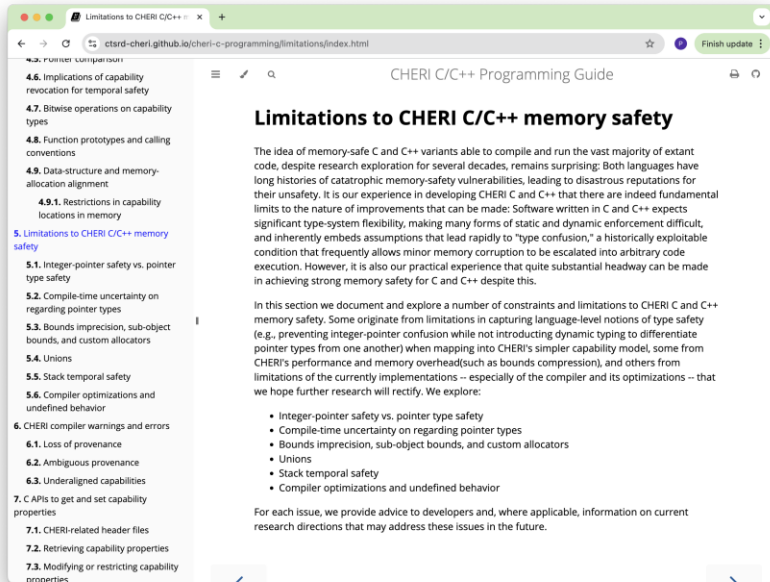 Limitations to CHERI C/C++ m
ctsrd-cheri.github.io/cheri-c-programming/limitations/index.html
P
Finish update
4.5. Pointer comparison
4.6. Implications of capability
revocation for temporal safety
4.7. Bitwise operations on capability
types
4.8. Function prototypes and calling
conventions
4.9. Data-structure and memory-
allocation alignment
4.9.1. Restrictions in capability
locations in memory
5. Limitations to CHERI C/C++ memory
safety
5.1. Integer-pointer safety vs. pointer
type safety
5.2. Compile-time uncertainty on
regarding pointer types
5.3. Bounds imprecision, sub-object
bounds, and custom allocators
5.4. Unions
5.5. Stack temporal safety
5.6. Compiler optimizations and
undefined behavior
6. CHERI compiler warnings and errors
6.1. Loss of provenance
6.2. Ambiguous provenance
6.3. Underaligned capabilities
7. C APIs to get and set capability
properties
7.1. CHERI-related header files
7.2. Retrieving capability properties
7.3. Modifying or restricting capability
properties
CHERI C/C++ Programming Guide
Limitations to CHERI C/C++ memory safety
The idea of memory-safe C and C++ variants able to compile and run the vast majority of extant
code, despite research exploration for several decades, remains surprising: Both languages have
long histories of catatrophic memory-safety vulnerabilities, leading to disastrous reputations for
their unsafety. It is our experience in developing CHERI C and C++ that there are indeed fundamental
limits to the nature of improvements that can be made: Software written in C and C++ expects
significant type-system flexibility, making many forms of static and dynamic enforcement difficult,
and inherently embeds assumptions that lead rapidly to "type confusion," a historically exploitable
condition that frequently allows minor memory corruption to be escalated into arbitrary code
execution. However, it is also our practical experience that quite substantial headway can be made
in achieving strong memory safety for C and C++ despite this.
In this section we document and explore a number of constraints and limitations to CHERI C and C++
memory safety. Some originate from limitations in capturing language-level notions of type safety
(e.g., preventing integer-pointer confusion while not introducing dynamic typing to differentiate
pointer types from one another) when mapping into CHERI's simpler capability model, some from
CHERI's performance and memory overhead(such as bounds compression), and others from
limitations of the currently implementations -- especially of the compiler and its optimizations -- that
we hope further research will rectify. We explore:
• Integer-pointer safety vs. pointer type safety
• Compile-time uncertainty on regarding pointer types
• Bounds imprecision, sub-object bounds, and custom allocators
• Unions
• Stack temporal safety
• Compiler optimizations and undefined behavior
For each issue, we provide advice to developers and, where applicable, information on current
research directions that may address these issues in the future.